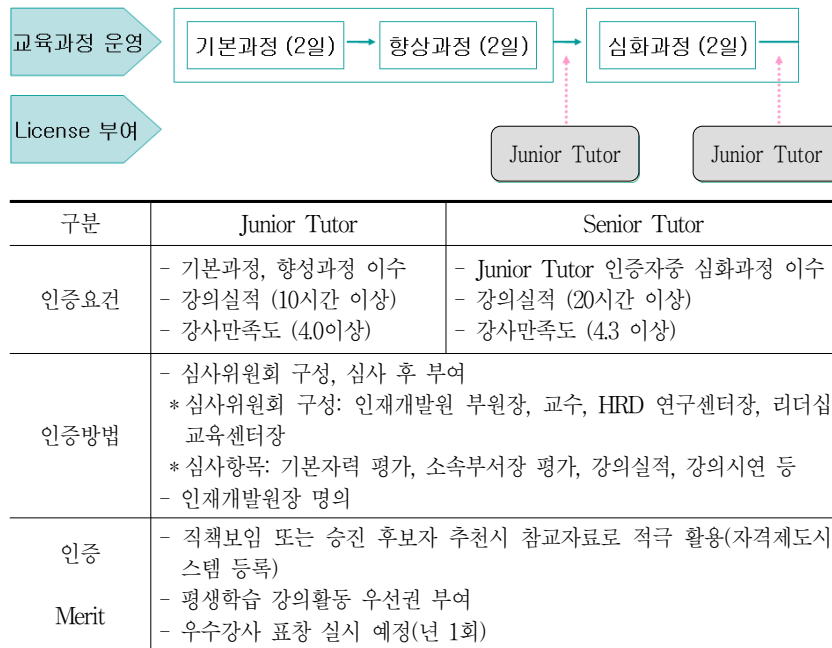 교육과정 운영
기본과정 (2일)
향상과정 (2일)
심화과정 (2일)
License 부여
Junior Tutor
Junior Tutor
구분 Junior Tutor Senior Tutor
인증요건
- 기본과정, 향성과정 이수
- 강의실적 (10시간 이상)
- 강사만족도 (4.0이상)
- Junior Tutor 인증자중 심화과정 이수
- 강의실적 (20시간 이상)
- 강사만족도 (4.3 이상)
인증방법
- 심사위원회 구성, 심사 후 부여
* 심사위원회 구성: 인재개발원 부원장, 교수, HRD 연구센터장, 리더십
교육센터장
* 심사항목: 기본자력 평가, 소속부서장 평가, 강의실적, 강의시연 등
- 인재개발원장 명의
인증
Merit
- 직책보임 또는 승진 후보자 추천시 참고자료로 적극 활용(자격제도시
스템 등록)
- 평생학습 강의활동 우선권 부여
- 우수강사 표창 실시 예정(년 1회)